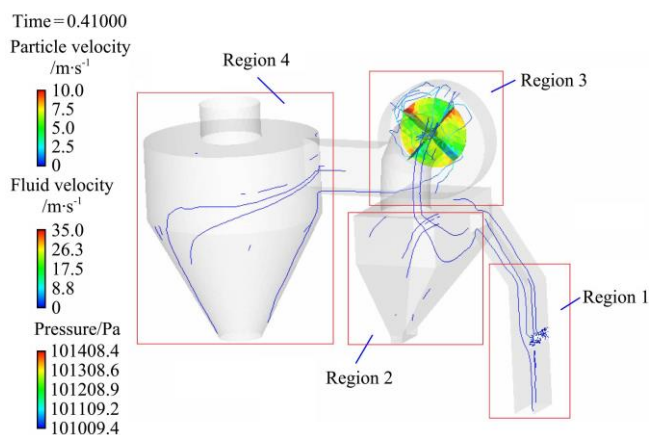 Time = 0.41000
Particle velocity
/m·s⁻¹
10.0
7.5
5.0
2.5
0
Fluid velocity
/m·s⁻¹
35.0
26.3
17.5
8.8
0
Pressure/Pa
101408.4
101308.6
101208.9
101109.2
101009.4
Region 4
Region 3
Region 1
Region 2